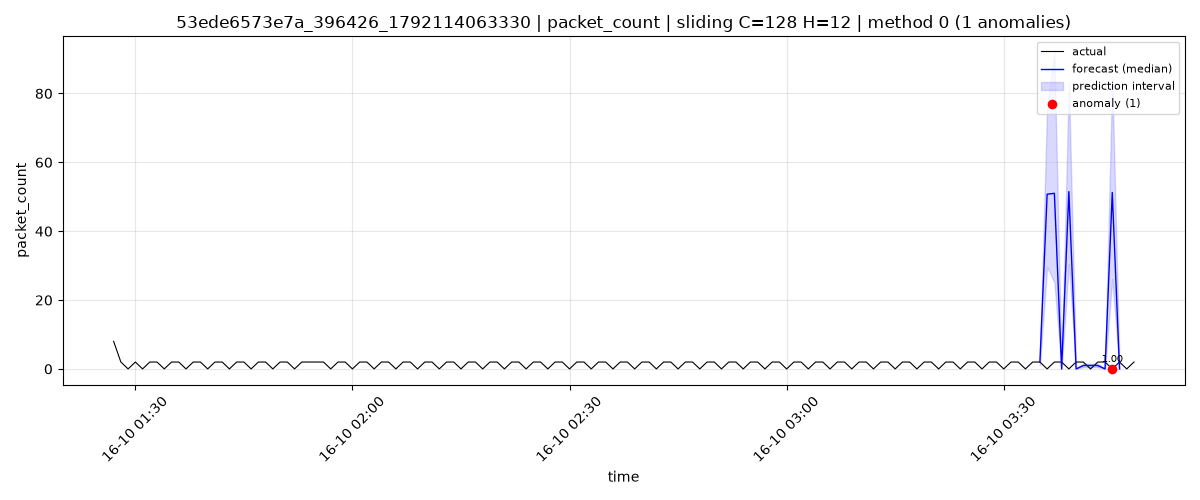 53ede6573e7a_396426_1792114063330 | packet_count | sliding C=128 H=12 | method 0 (1 anomalies)
actual
forecast (median)
prediction interval
anomaly (1)
packet_count
80
60
40
20
0
1.00
16-10 01:30
16-10 02:00
16-10 02:30
16-10 03:00
16-10 03:30
time